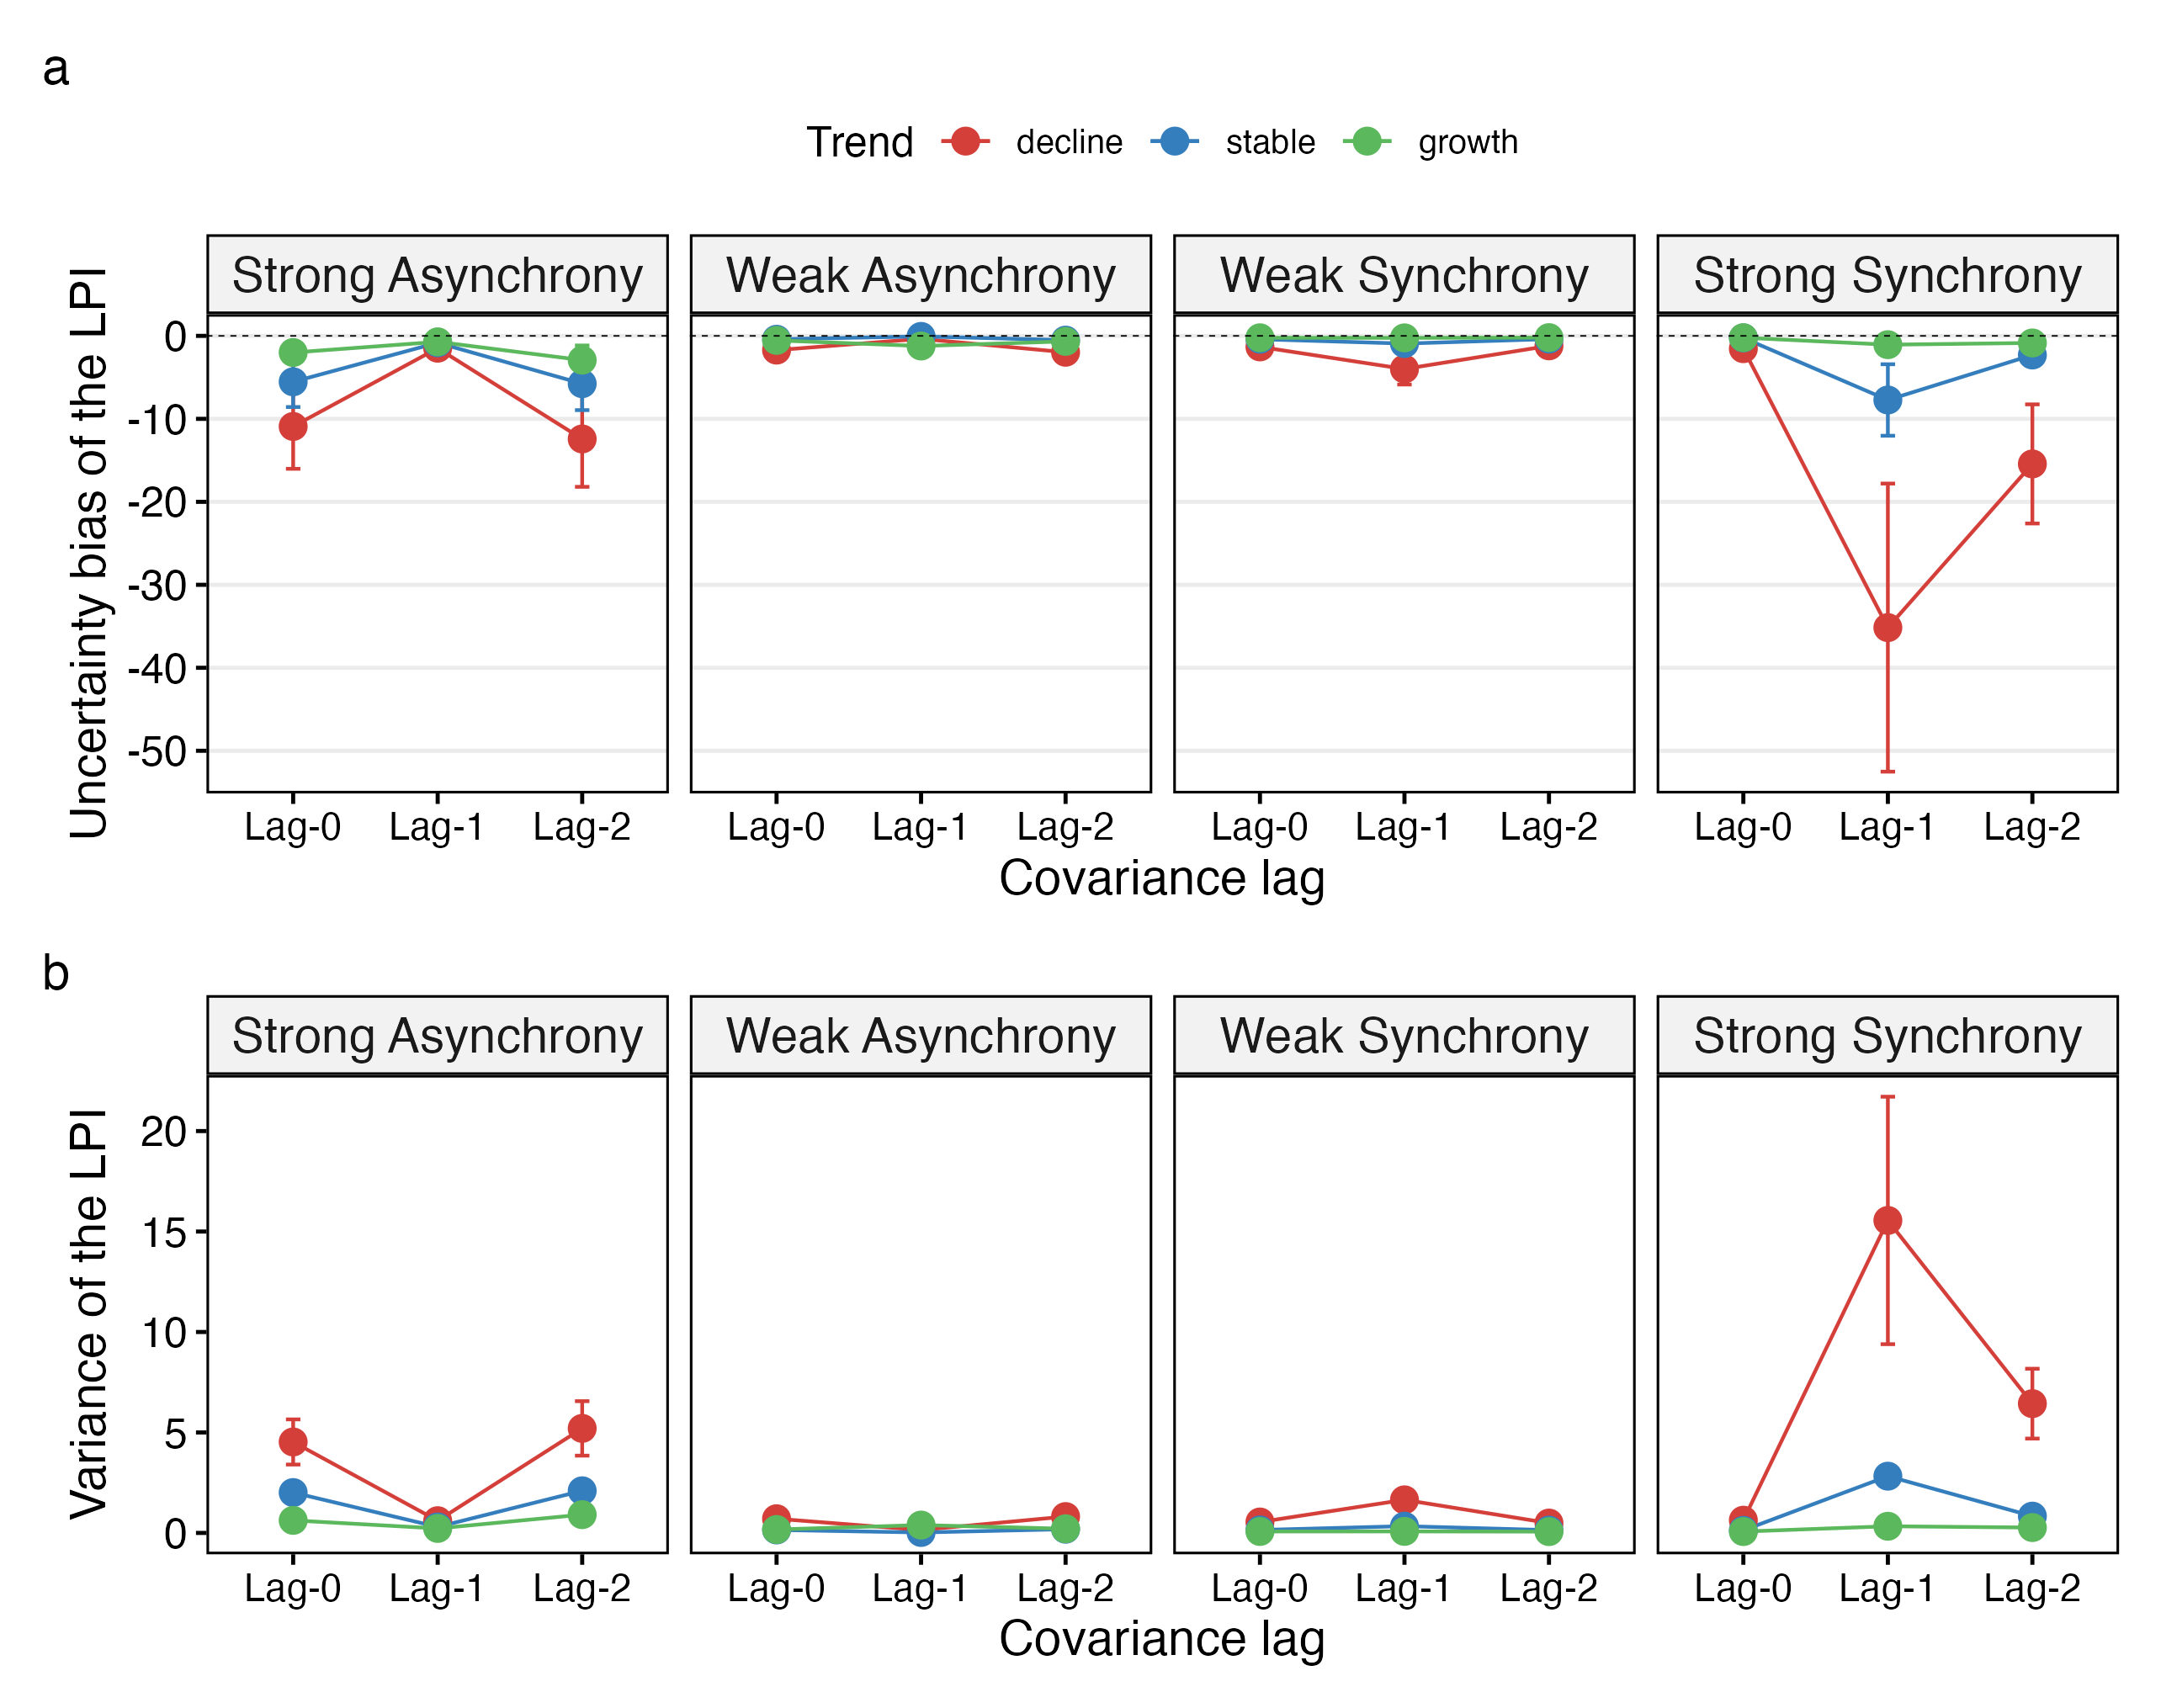 a
Trend decline stable growth
Strong Asynchrony Weak Asynchrony Weak Synchrony Strong Synchrony
Uncertainty bias of the LPI
0
-10
-20
-30
-40
-50
Lag-0 Lag-1 Lag-2 Lag-0 Lag-1 Lag-2 Lag-0 Lag-1 Lag-2 Lag-0 Lag-1 Lag-2
Covariance lag
b
Strong Asynchrony Weak Asynchrony Weak Synchrony Strong Synchrony
Variance of the LPI
20
15
10
5
0
Lag-0 Lag-1 Lag-2 Lag-0 Lag-1 Lag-2 Lag-0 Lag-1 Lag-2 Lag-0 Lag-1 Lag-2
Covariance lag